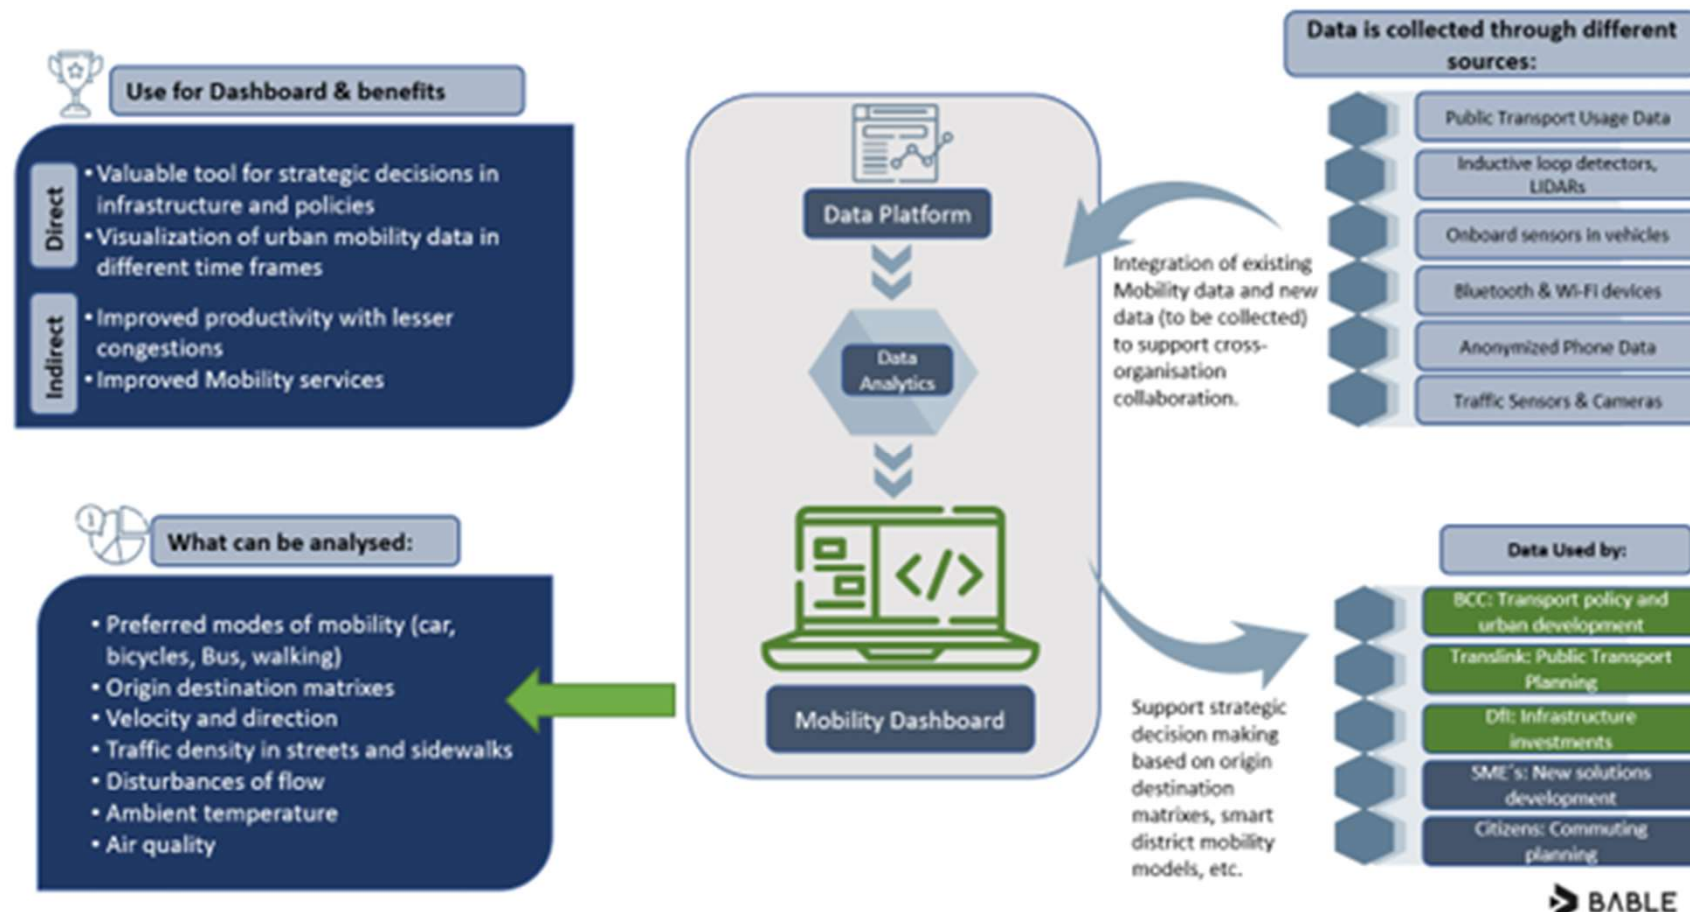 Use for Dashboard & benefits
Direct
• Valuable tool for strategic decisions in
infrastructure and policies
• Visualization of urban mobility data in
different time frames
Indirect
• Improved productivity with lesser
congestions
• Improved Mobility services
What can be analysed:
• Preferred modes of mobility (car,
bicycles, Bus, walking)
• Origin destination matrixes
• Velocity and direction
• Traffic density in streets and sidewalks
• Disturbances of flow
• Ambient temperature
• Air quality
Data Platform
Data
Analytics
</>
Mobility Dashboard
Integration of existing
Mobility data and new
data (to be collected)
to support cross-
organisation
collaboration.
Support strategic
decision making
based on origin
destination
matrixes, smart
district mobility
models, etc.
Data is collected through different
sources:
Public Transport Usage Data
Inductive loop detectors,
LIDARs
Onboard sensors in vehicles
Bluetooth & Wi-Fi devices
Anonymized Phone Data
Traffic Sensors & Cameras
Data Used by:
BCC: Transport policy and
urban development
Translink: Public Transport
Planning
DfI: Infrastructure
investments
SME´s: New solutions
development
Citizens: Commuting
planning
BABLE